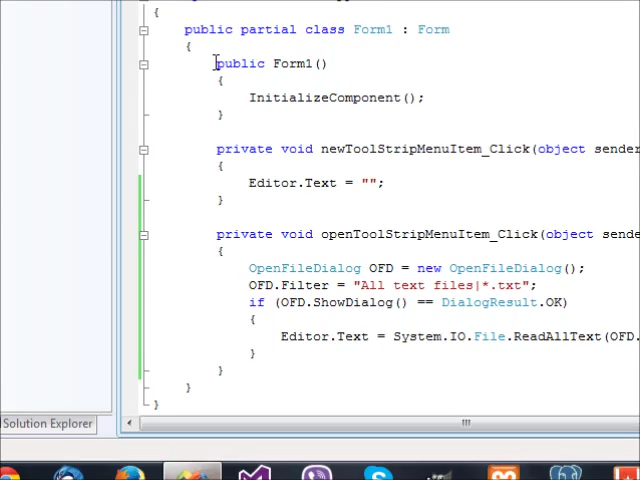 {
public partial class Form1 : Form
{
public Form1()
{
InitializeComponent();
}
private void newToolStripMenuItem_Click(object sender
{
Editor.Text = "";
}
private void openToolStripMenuItem_Click(object sende
{
OpenFileDialog OFD = new OpenFileDialog();
OFD.Filter = "All text files|*.txt";
if (OFD.ShowDialog() == DialogResult.OK)
{
Editor.Text = System.IO.File.ReadAllText(OFD.
}
}
}
}
Solution Explorer